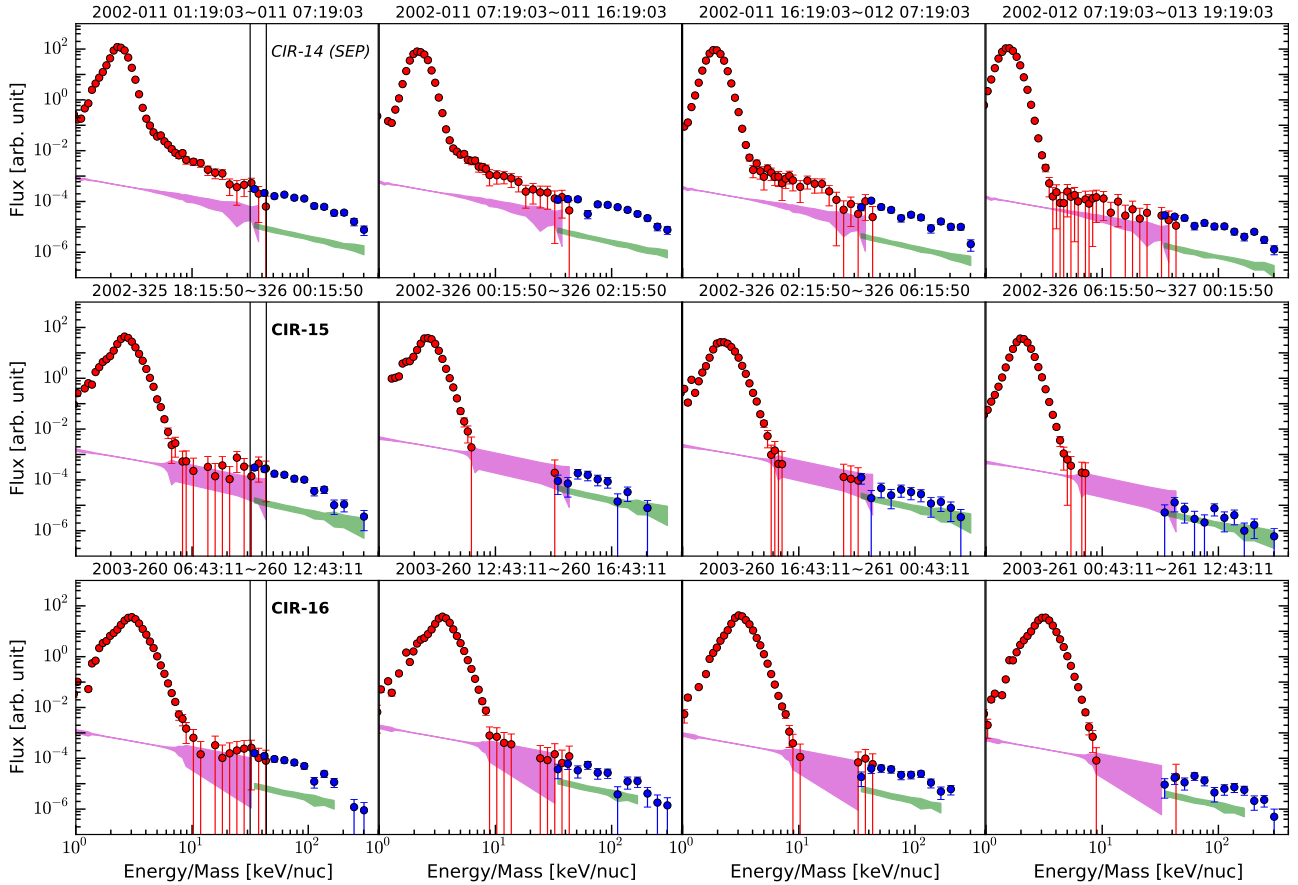 2002-011 01:19:03~011 07:19:03 2002-011 07:19:03~011 16:19:03 2002-011 16:19:03~012 07:19:03 2002-012 07:19:03~013 19:19:03
CIR-14 (SEP)
Flux [arb. unit]
10^2
10^0
10^-2
10^-4
10^-6
2002-325 18:15:50~326 00:15:50 2002-326 00:15:50~326 02:15:50 2002-326 02:15:50~326 06:15:50 2002-326 06:15:50~327 00:15:50
CIR-15
Flux [arb. unit]
10^2
10^0
10^-2
10^-4
10^-6
2003-260 06:43:11~260 12:43:11 2003-260 12:43:11~260 16:43:11 2003-260 16:43:11~261 00:43:11 2003-261 00:43:11~261 12:43:11
CIR-16
Flux [arb. unit]
10^2
10^0
10^-2
10^-4
10^-6
10^0 10^1 10^2 10^0 10^1 10^2 10^0 10^1 10^2 10^0 10^1 10^2
Energy/Mass [keV/nuc] Energy/Mass [keV/nuc] Energy/Mass [keV/nuc] Energy/Mass [keV/nuc]